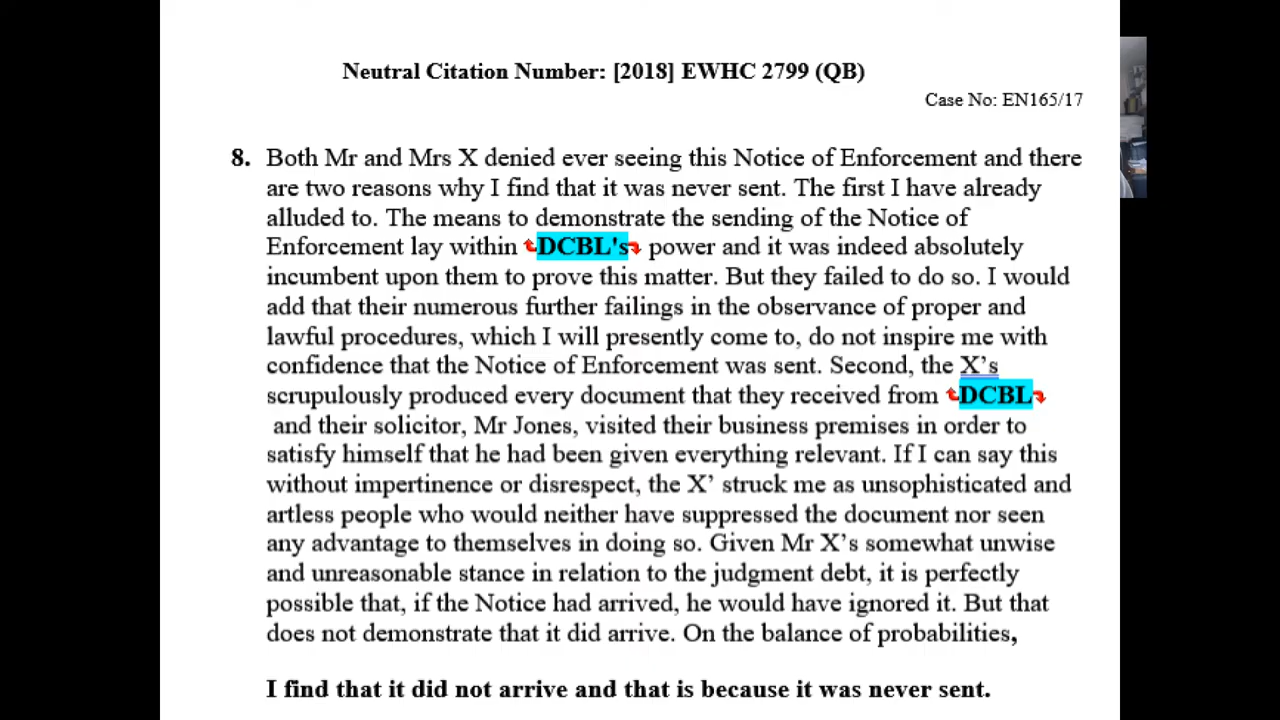 Neutral Citation Number: [2018] EWHC 2799 (QB)
Case No: EN165/17
8. Both Mr and Mrs X denied ever seeing this Notice of Enforcement and there
are two reasons why I find that it was never sent. The first I have already
alluded to. The means to demonstrate the sending of the Notice of
Enforcement lay within DCBL's power and it was indeed absolutely
incumbent upon them to prove this matter. But they failed to do so. I would
add that their numerous further failings in the observance of proper and
lawful procedures, which I will presently come to, do not inspire me with
confidence that the Notice of Enforcement was sent. Second, the X’s
scrupulously produced every document that they received from DCBL
and their solicitor, Mr Jones, visited their business premises in order to
satisfy himself that he had been given everything relevant. If I can say this
without impertinence or disrespect, the X’ struck me as unsophisticated and
artless people who would neither have suppressed the document nor seen
any advantage to themselves in doing so. Given Mr X’s somewhat unwise
and unreasonable stance in relation to the judgment debt, it is perfectly
possible that, if the Notice had arrived, he would have ignored it. But that
does not demonstrate that it did arrive. On the balance of probabilities,
I find that it did not arrive and that is because it was never sent.